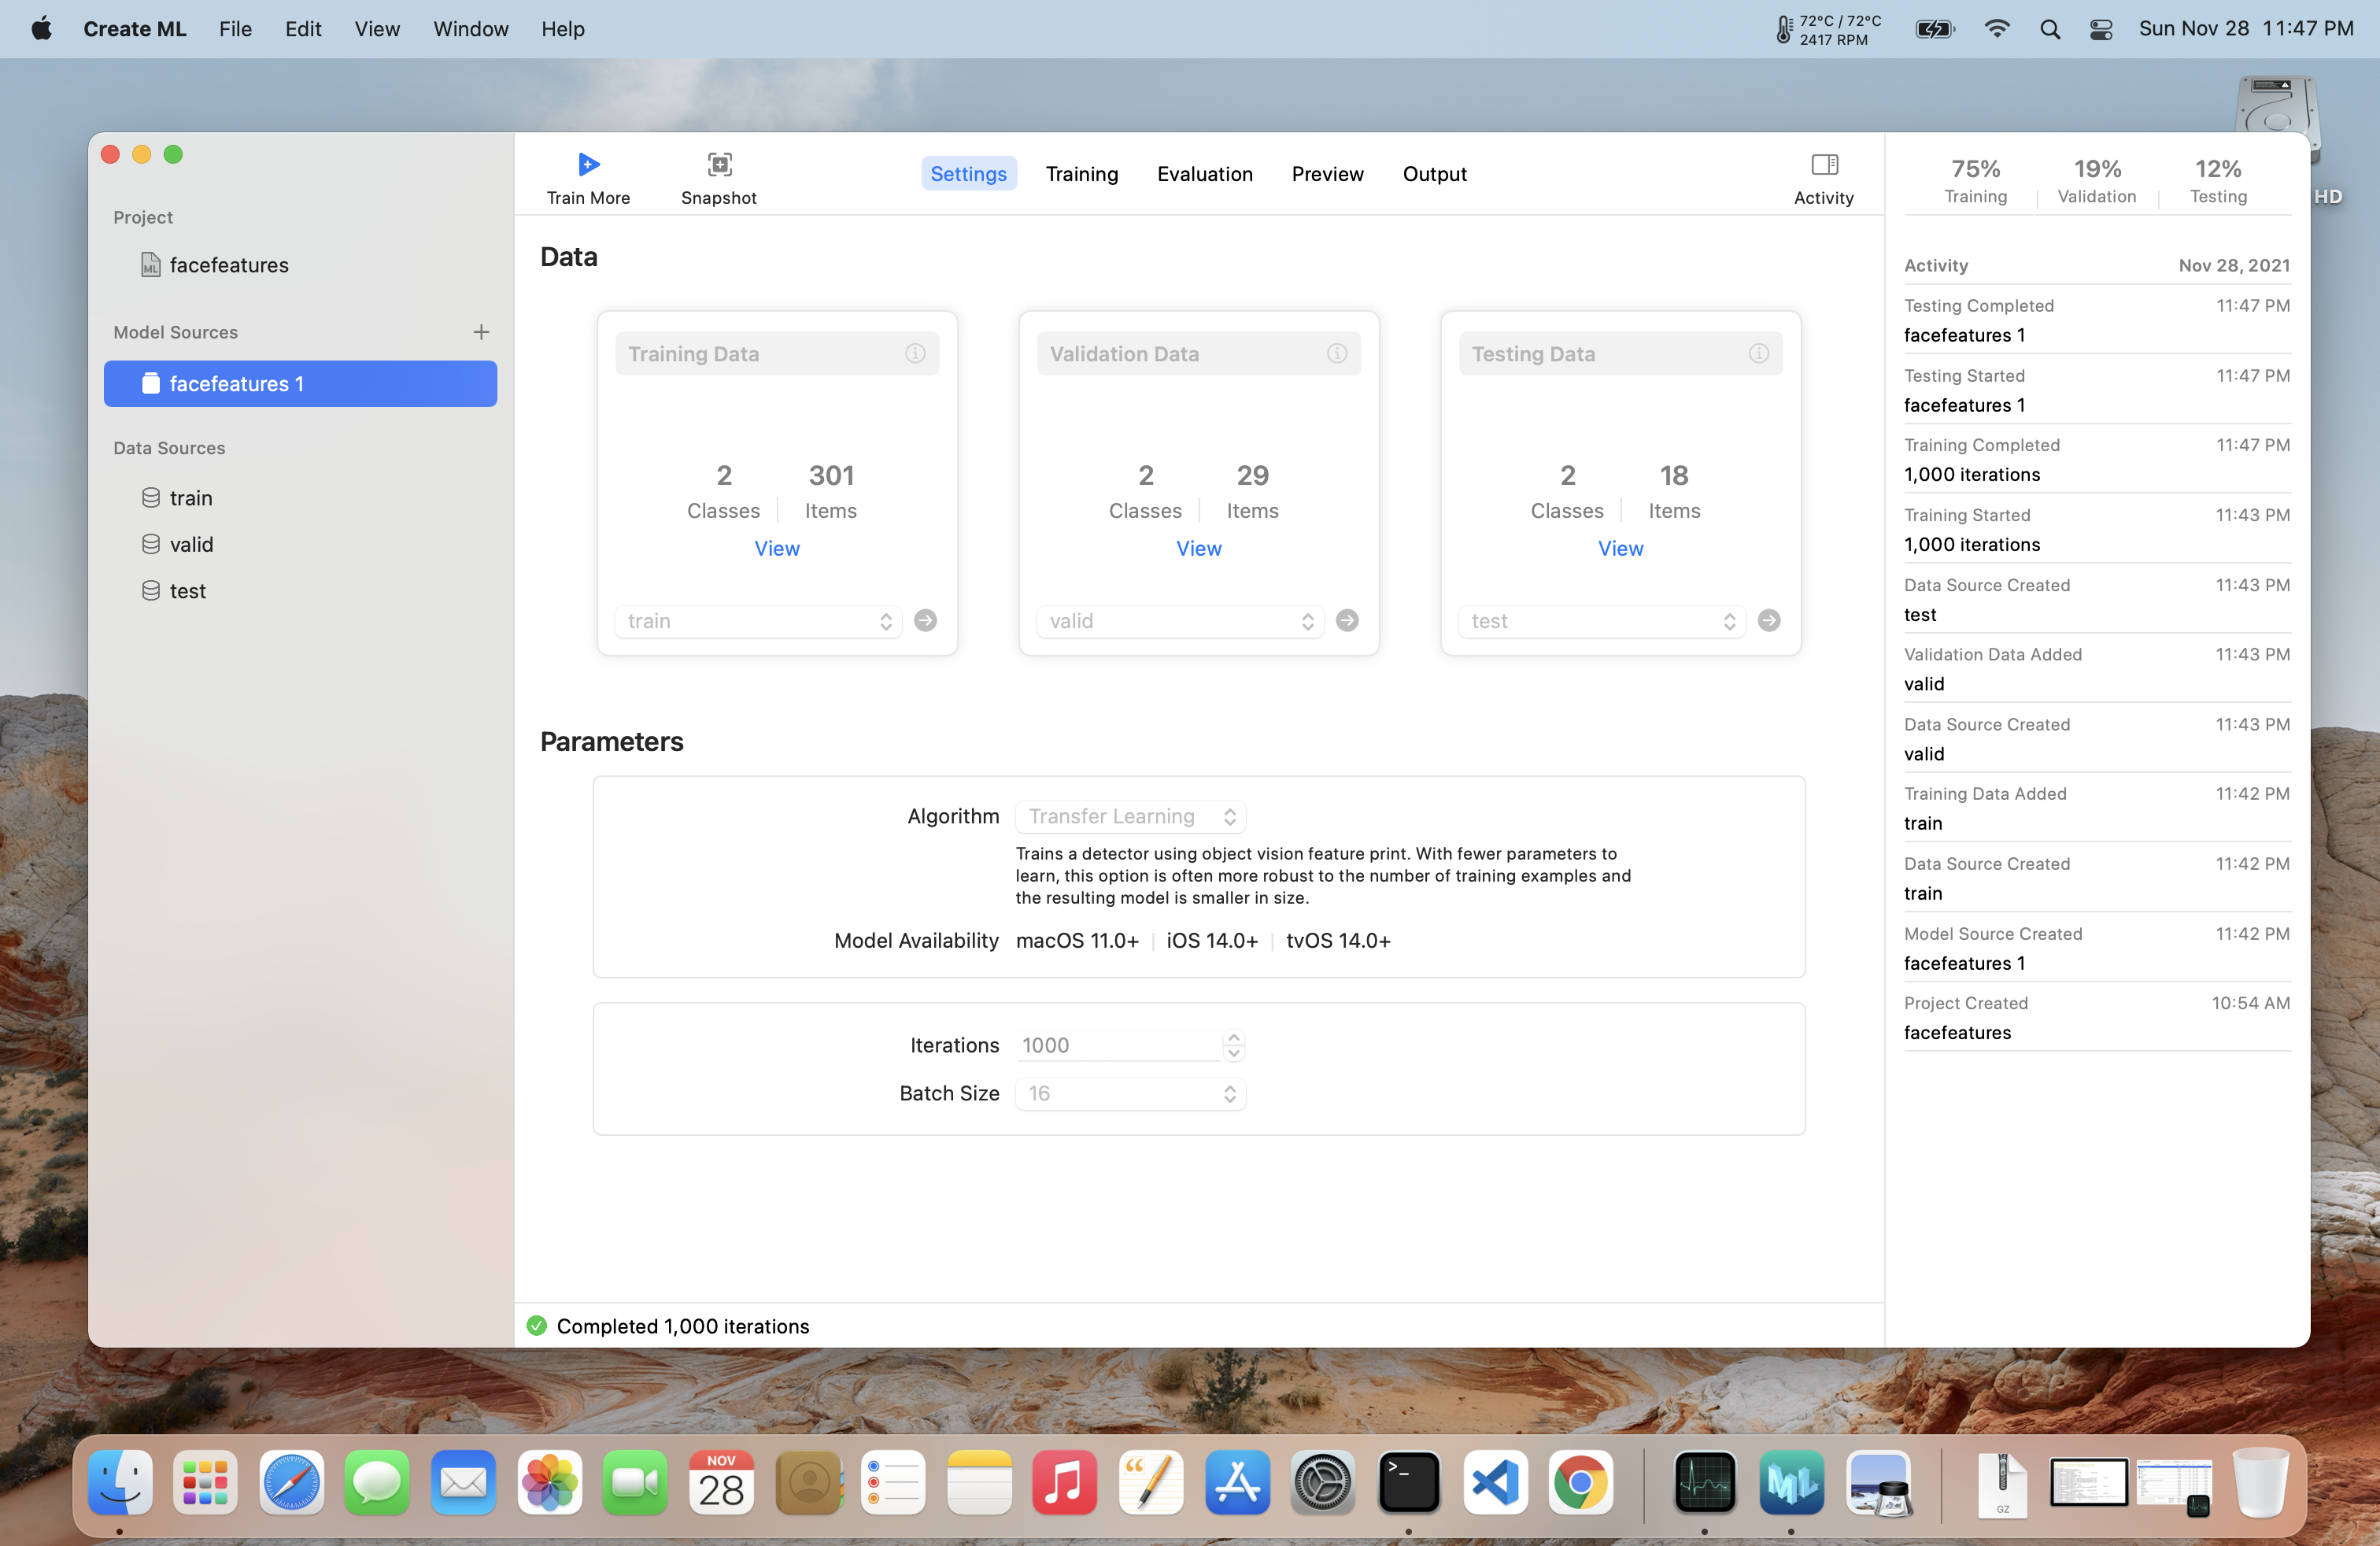 Create ML File Edit View Window Help
72°C / 72°C
2417 RPM
Sun Nov 28 11:47 PM
HD
Project
facefeatures
Model Sources
facefeatures 1
Data Sources
train
valid
test
Train More
Snapshot
Settings Training Evaluation Preview Output
Activity
Data
Training Data
2 301
Classes Items
View
train
Validation Data
2 29
Classes Items
View
valid
Testing Data
2 18
Classes Items
View
test
Parameters
Algorithm Transfer Learning
Trains a detector using object vision feature print. With fewer parameters to
learn, this option is often more robust to the number of training examples and
the resulting model is smaller in size.
Model Availability macOS 11.0+ iOS 14.0+ tvOS 14.0+
Iterations 1000
Batch Size 16
Completed 1,000 iterations
75% 19% 12%
Training Validation Testing
Activity Nov 28, 2021
Testing Completed 11:47 PM
facefeatures 1
Testing Started 11:47 PM
facefeatures 1
Training Completed 11:47 PM
1,000 iterations
Training Started 11:43 PM
1,000 iterations
Data Source Created 11:43 PM
test
Validation Data Added 11:43 PM
valid
Data Source Created 11:43 PM
valid
Training Data Added 11:42 PM
train
Data Source Created 11:42 PM
train
Model Source Created 11:42 PM
facefeatures 1
Project Created 10:54 AM
facefeatures
NOV
28
>_
ML
GZ